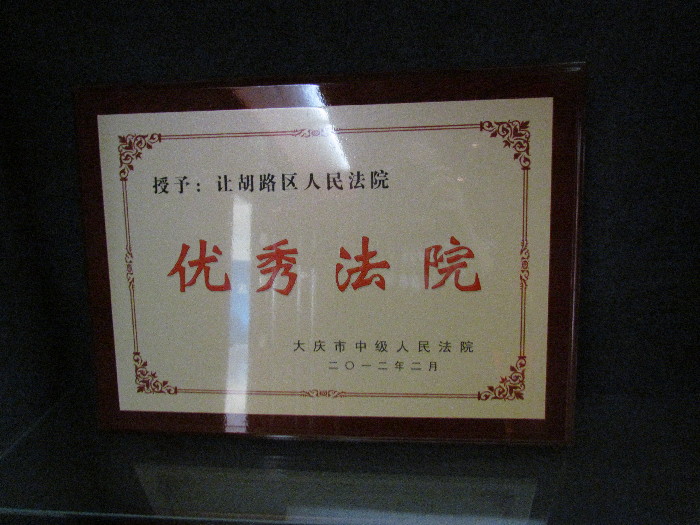 授予：让胡路区人民法院
优秀法院
大庆市中级人民法院
二〇一二年二月